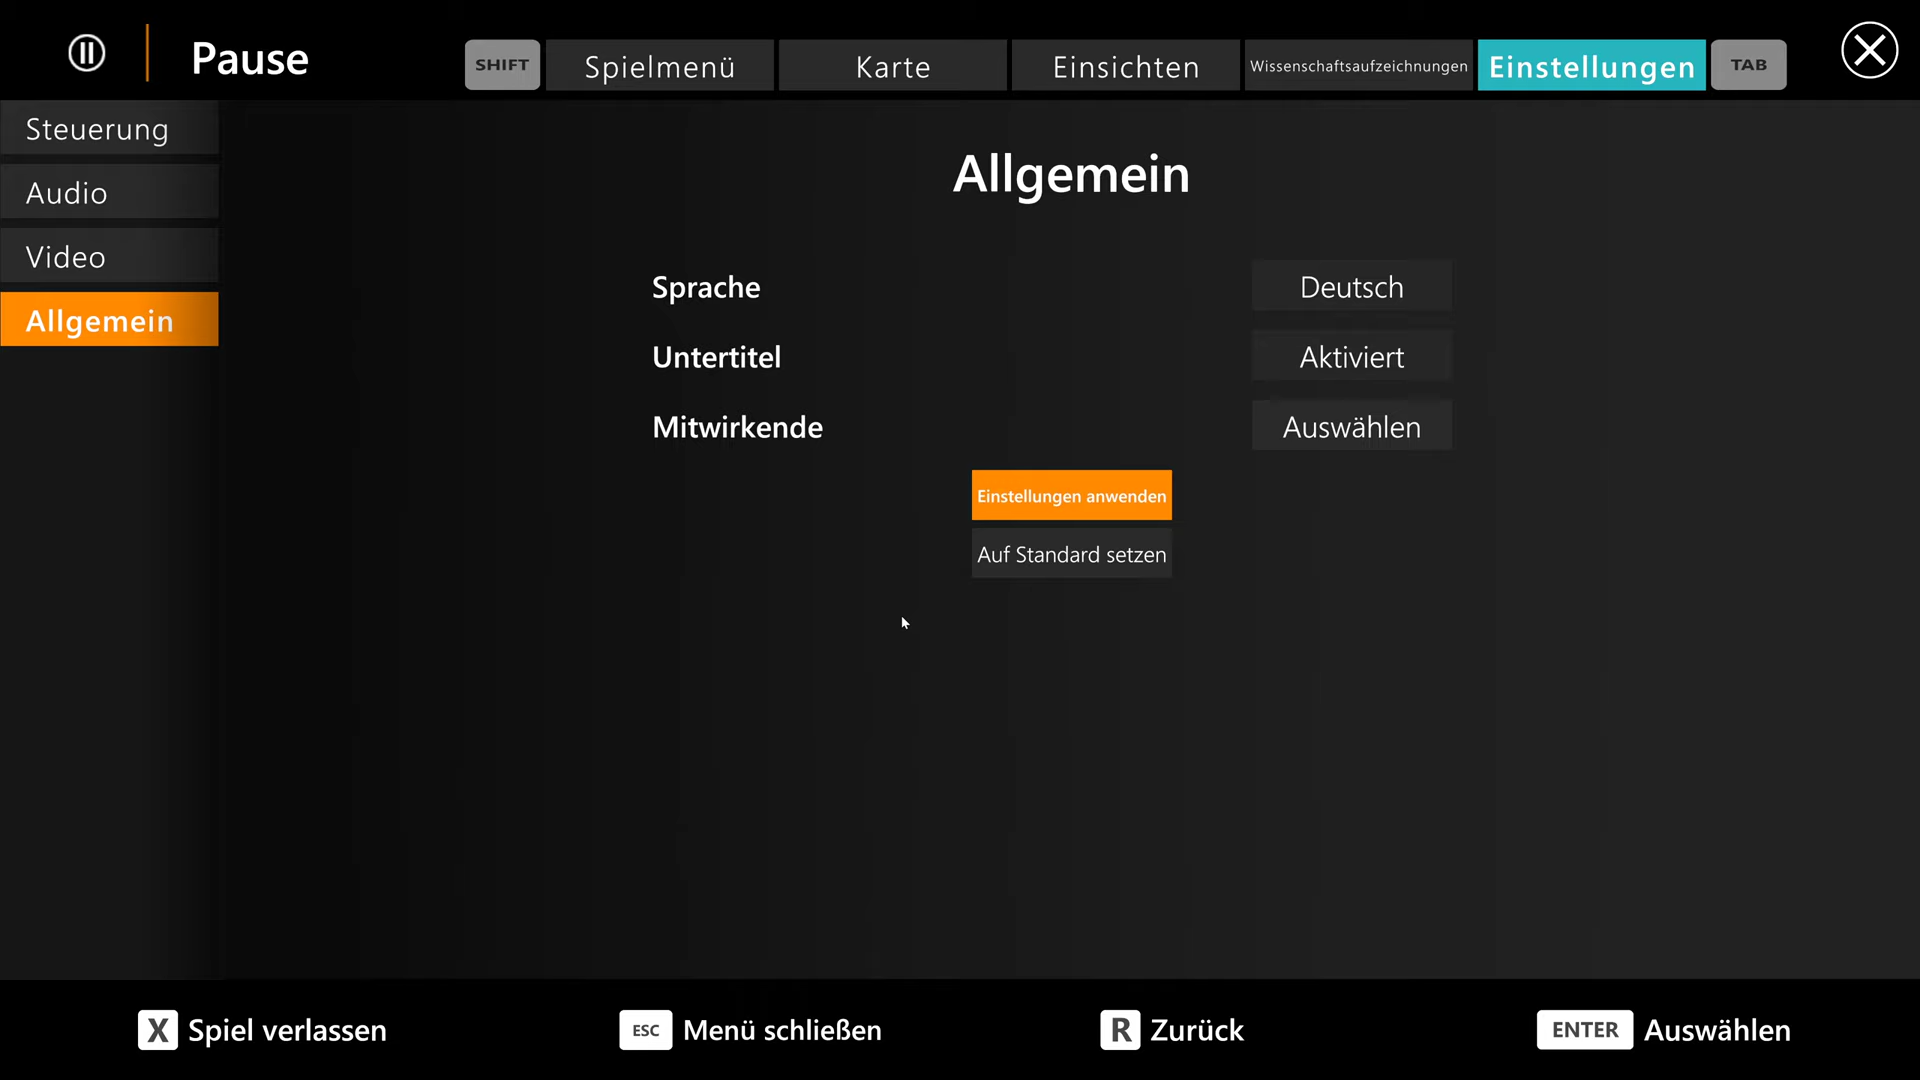 Pause
SHIFT
Spielmenü
Karte
Einsichten
Wissenschaftsaufzeichnungen
Einstellungen
TAB
Steuerung
Audio
Video
Allgemein
Allgemein
Sprache
Deutsch
Untertitel
Aktiviert
Mitwirkende
Auswählen
Einstellungen anwenden
Auf Standard setzen
X Spiel verlassen
ESC Menü schließen
R Zurück
ENTER Auswählen